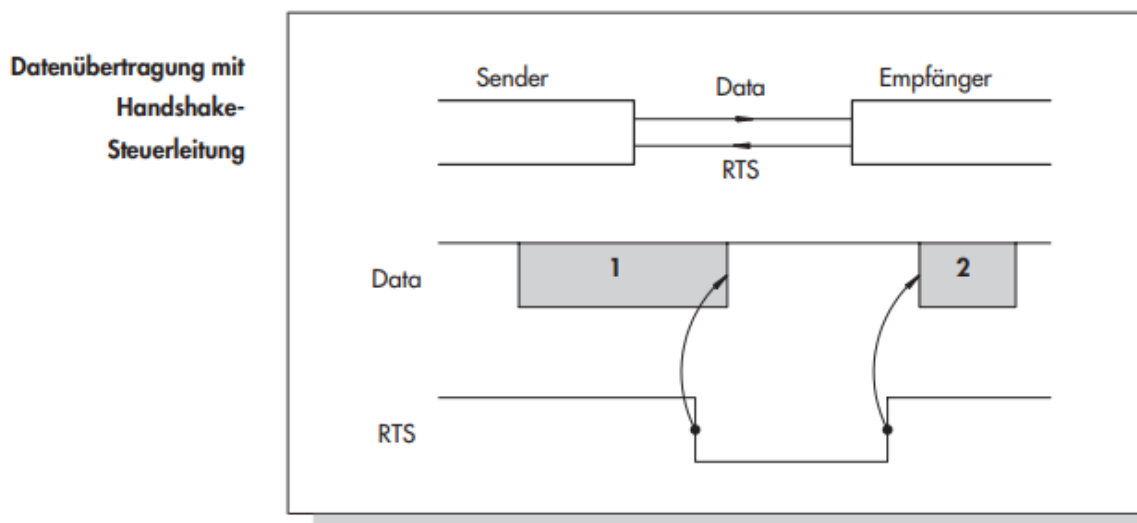 Datenübertragung mit
Handshake-
Steuerleitung
Sender
Data
Empfänger
RTS
Data
1
2
RTS